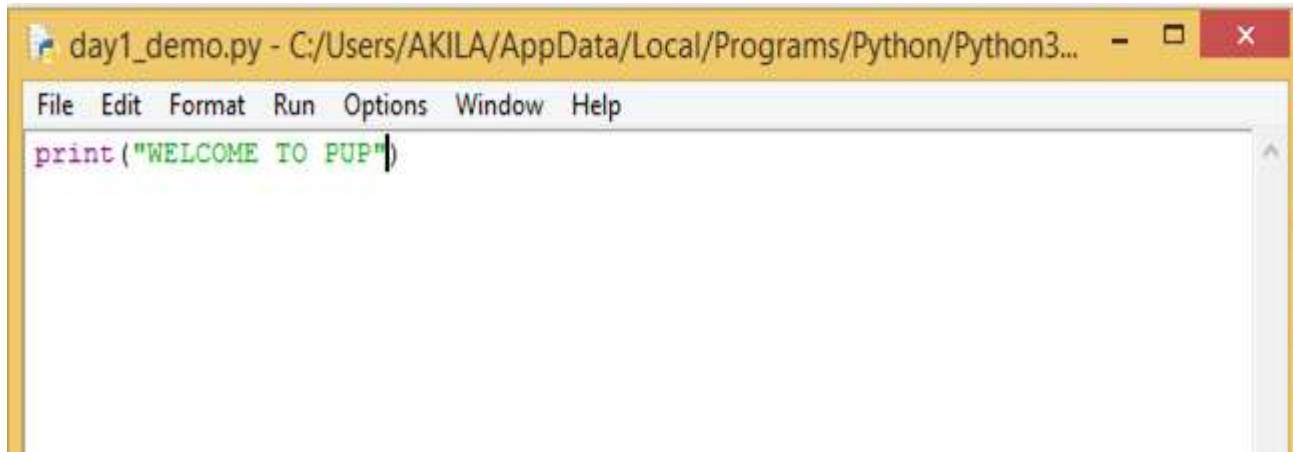 day1_demo.py - C:/Users/AKILA/AppData/Local/Programs/Python/Python3...
File Edit Format Run Options Window Help
print("WELCOME TO PUP")